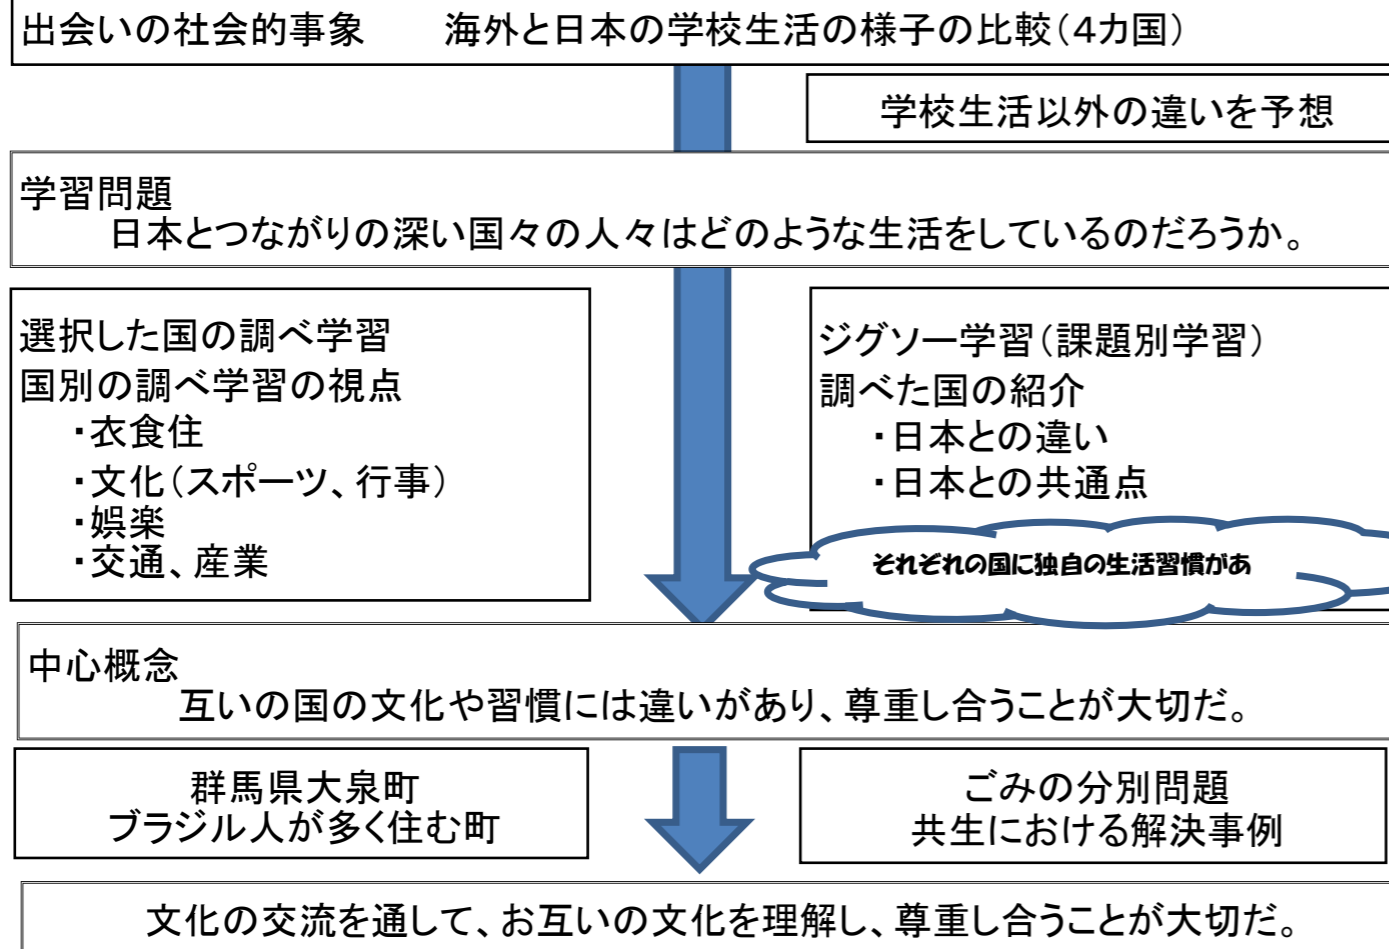 出会いの社会的事象　　海外と日本の学校生活の様子の比較（4カ国）
学校生活以外の違いを予想
学習問題
日本とつながりの深い国々の人々はどのような生活をしているのだろうか。
選択した国の調べ学習
国別の調べ学習の視点
・衣食住
・文化（スポーツ、行事）
・娯楽
・交通、産業
ジグソー学習（課題別学習）
調べた国の紹介
・日本との違い
・日本との共通点
それぞれの国に独自の生活習慣があ
中心概念
互いの国の文化や習慣には違いがあり、尊重し合うことが大切だ。
群馬県大泉町
ブラジル人が多く住む町
ごみの分別問題
共生における解決事例
文化の交流を通して、お互いの文化を理解し、尊重し合うことが大切だ。